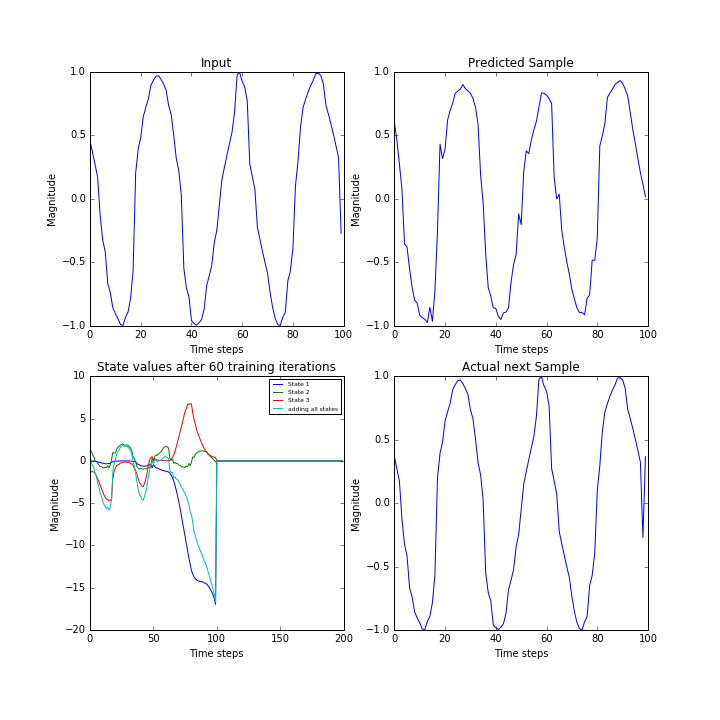 Input
Magnitude
1.0
0.5
0.0
−0.5
−1.0
0
20
40
60
80
100
Time steps
Predicted Sample
Magnitude
1.0
0.5
0.0
−0.5
−1.0
0
20
40
60
80
100
Time steps
State values after 60 training iterations
Magnitude
10
5
0
−5
−10
−15
−20
State 1
State 2
State 3
adding all states
0
50
100
150
200
Time steps
Actual next Sample
Magnitude
1.0
0.5
0.0
−0.5
−1.0
0
20
40
60
80
100
Time steps